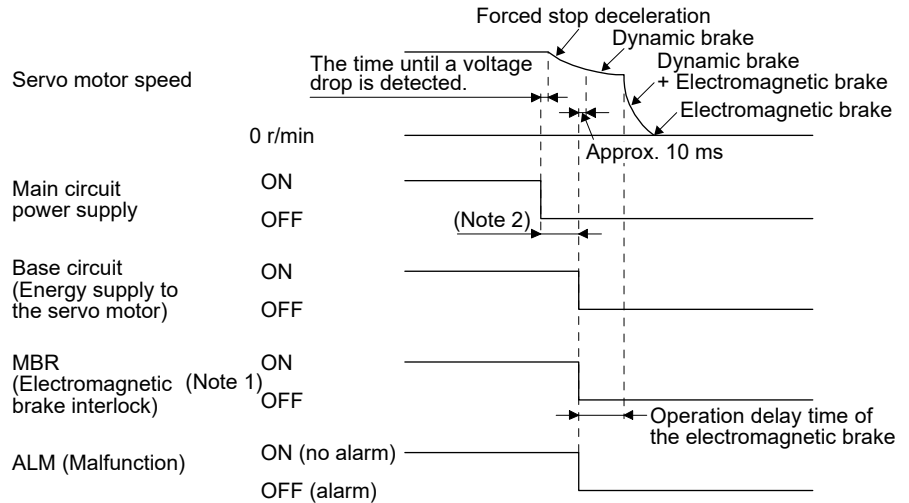 Forced stop deceleration
Dynamic brake
The time until a voltage
drop is detected.
Dynamic brake
+ Electromagnetic brake
Servo motor speed
Electromagnetic brake
0 r/min
Approx. 10 ms
Main circuit
power supply
ON
OFF
(Note 2)
Base circuit
(Energy supply to
the servo motor)
ON
OFF
MBR
(Electromagnetic
brake interlock)
(Note 1)
ON
OFF
Operation delay time of
the electromagnetic brake
ALM (Malfunction)
ON (no alarm)
OFF (alarm)